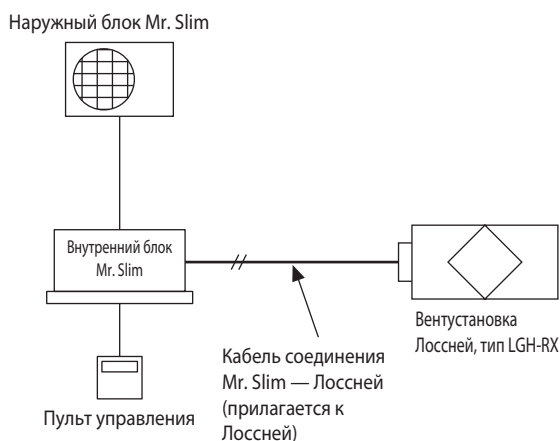 Наружный блок Mr. Slim
Внутренний блок
Mr. Slim
Вентустановка
Лоссней, тип LGH-RX
Кабель соединения
Mr. Slim — Лоссней
(прилагается к
Лоссней)
Пульт управления